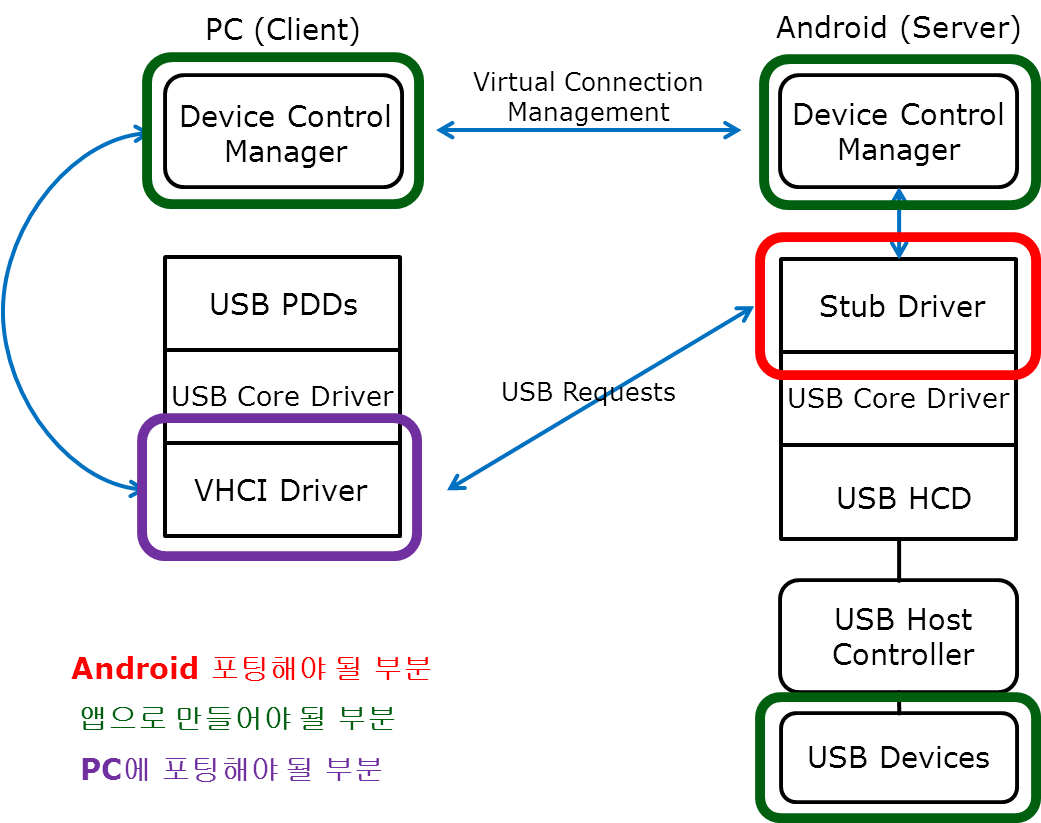 PC (Client)
Android (Server)
Device Control
Manager
Virtual Connection
Management
Device Control
Manager
USB PDDs
USB Core Driver
VHCI Driver
USB Requests
Stub Driver
USB Core Driver
USB HCD
USB Host
Controller
USB Devices
Android 포팅해야 될 부분
앱으로 만들어야 될 부분
PC에 포팅해야 될 부분